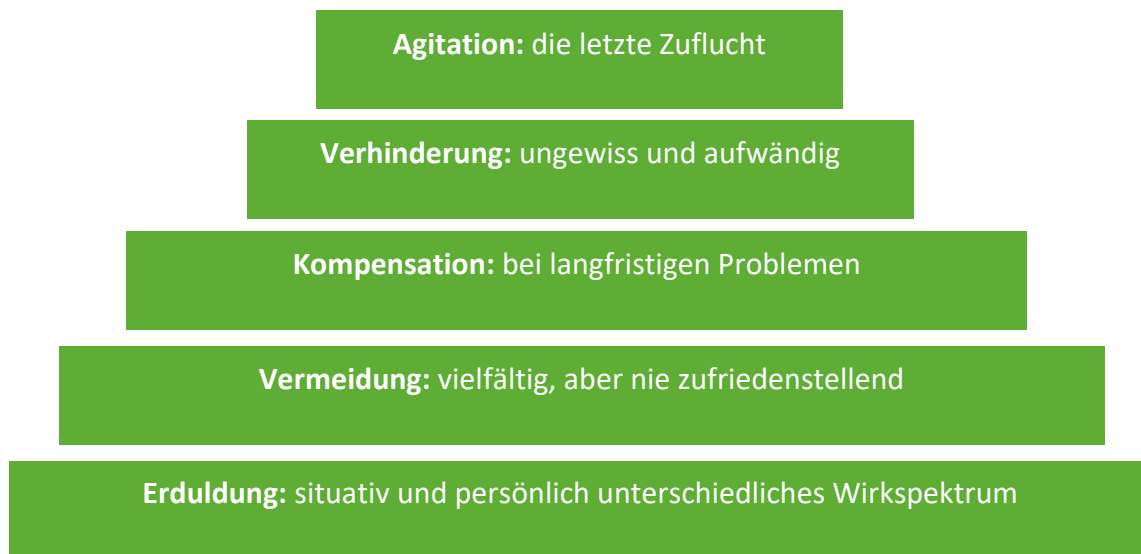 Agitation: die letzte Zuflucht
Verhinderung: ungewiss und aufwändig
Kompensation: bei langfristigen Problemen
Vermeidung: vielfältig, aber nie zufriedenstellend
Erduldung: situativ und persönlich unterschiedliches Wirkspektrum